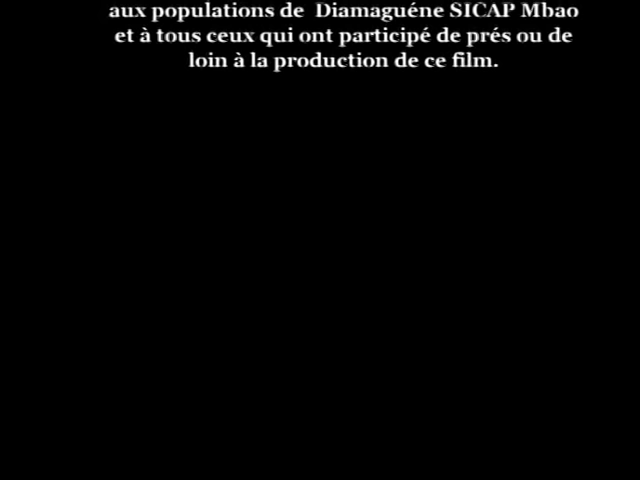 aux populations de  Diamaguéne SICAP Mbao
et à tous ceux qui ont participé de prés ou de
loin à la production de ce film.